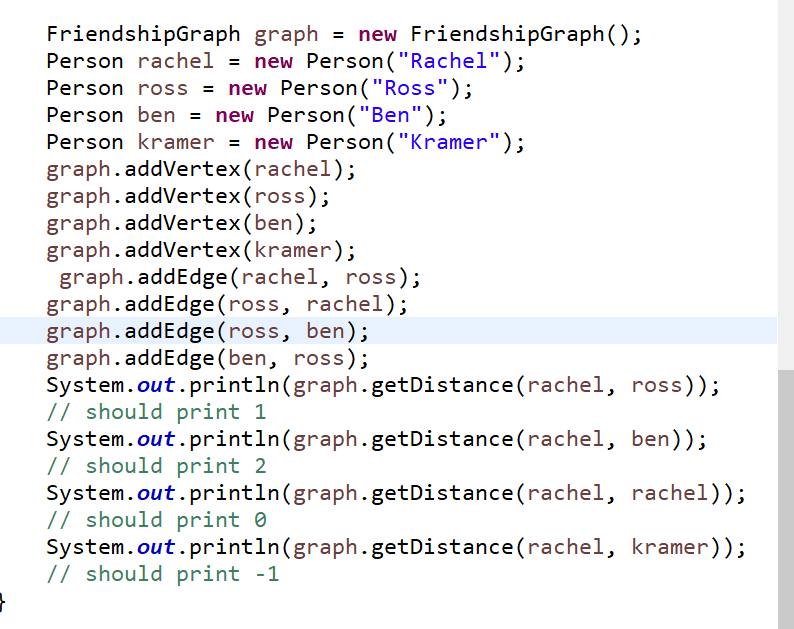 FriendshipGraph graph = new FriendshipGraph();
Person rachel = new Person("Rachel");
Person ross = new Person("Ross");
Person ben = new Person("Ben");
Person kramer = new Person("Kramer");
graph.addVertex(rachel);
graph.addVertex(ross);
graph.addVertex(ben);
graph.addVertex(kramer);
graph.addEdge(rachel, ross);
graph.addEdge(ross, rachel);
graph.addEdge(ross, ben);
graph.addEdge(ben, ross);
System.out.println(graph.getDistance(rachel, ross));
// should print 1
System.out.println(graph.getDistance(rachel, ben));
// should print 2
System.out.println(graph.getDistance(rachel, rachel));
// should print 0
System.out.println(graph.getDistance(rachel, kramer));
// should print -1
}